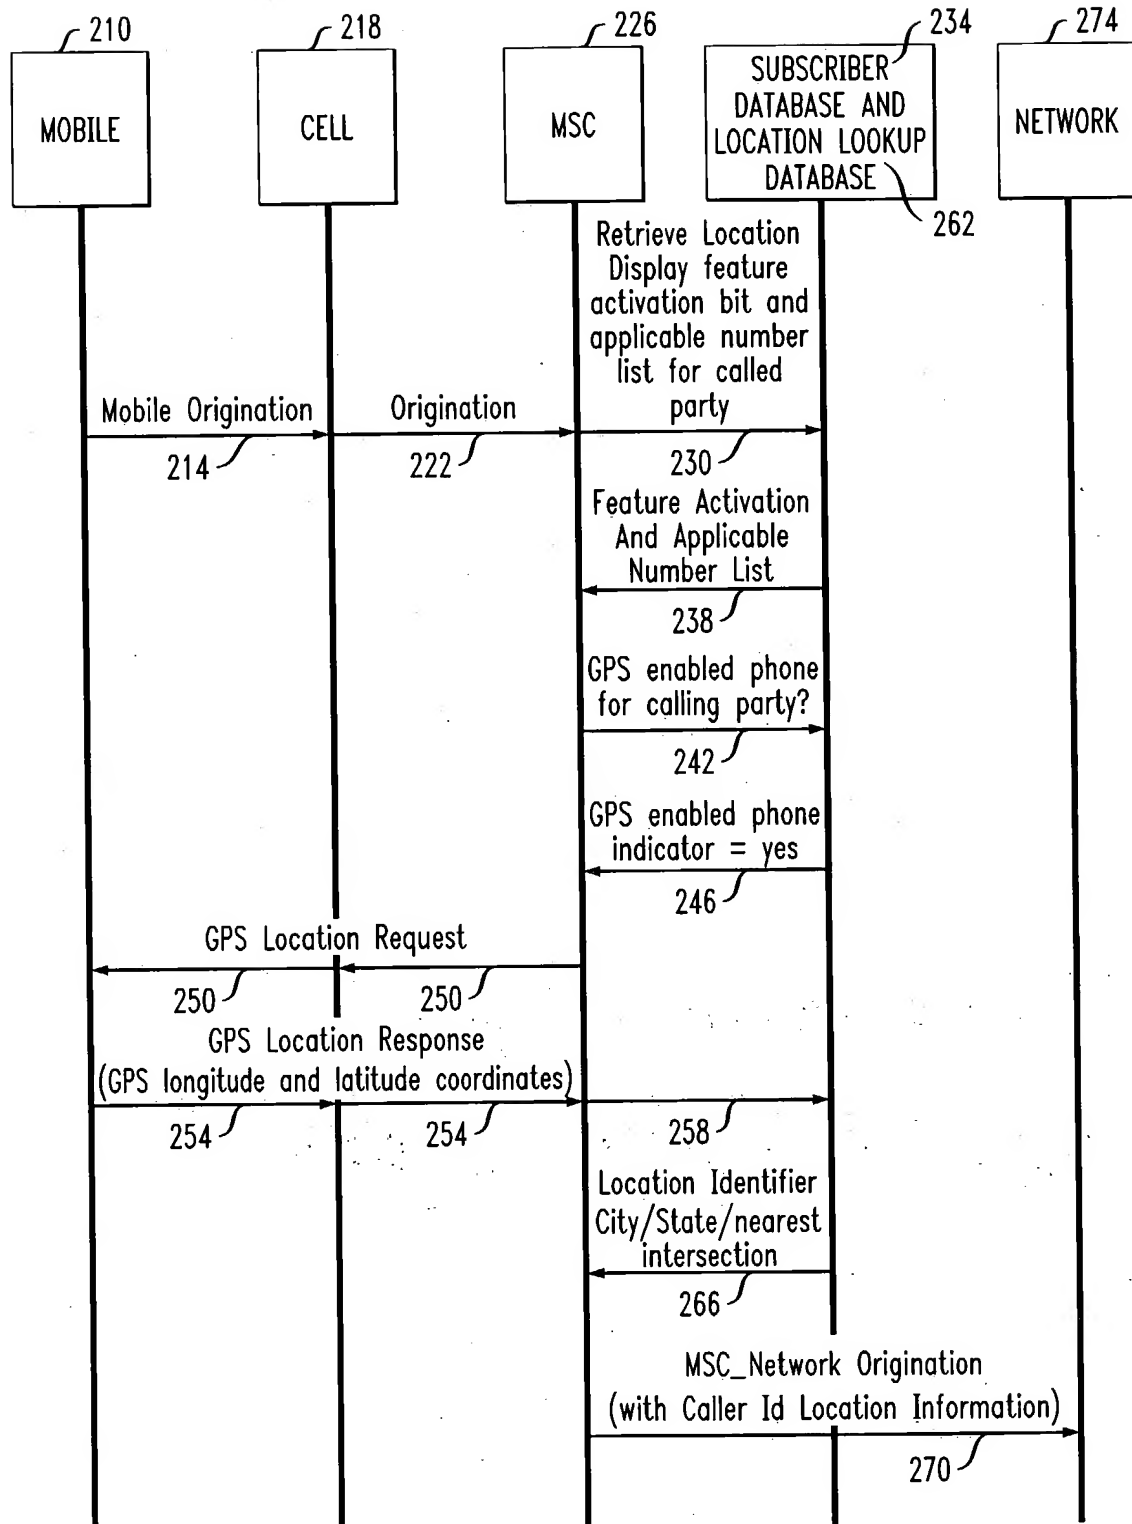 210
218
226
234
274
MOBILE
CELL
MSC
SUBSCRIBER
DATABASE AND
LOCATION LOOKUP
DATABASE
NETWORK
262
Retrieve Location
Display feature
activation bit and
applicable number
list for called
party
Mobile Origination
Origination
214
222
230
Feature Activation
And Applicable
Number List
238
GPS enabled phone
for calling party?
242
GPS enabled phone
indicator = yes
246
GPS Location Request
250
250
GPS Location Response
(GPS longitude and latitude coordinates)
254
254
258
Location Identifier
City/State/nearest
intersection
266
MSC_Network Origination
(with Caller Id Location Information)
270